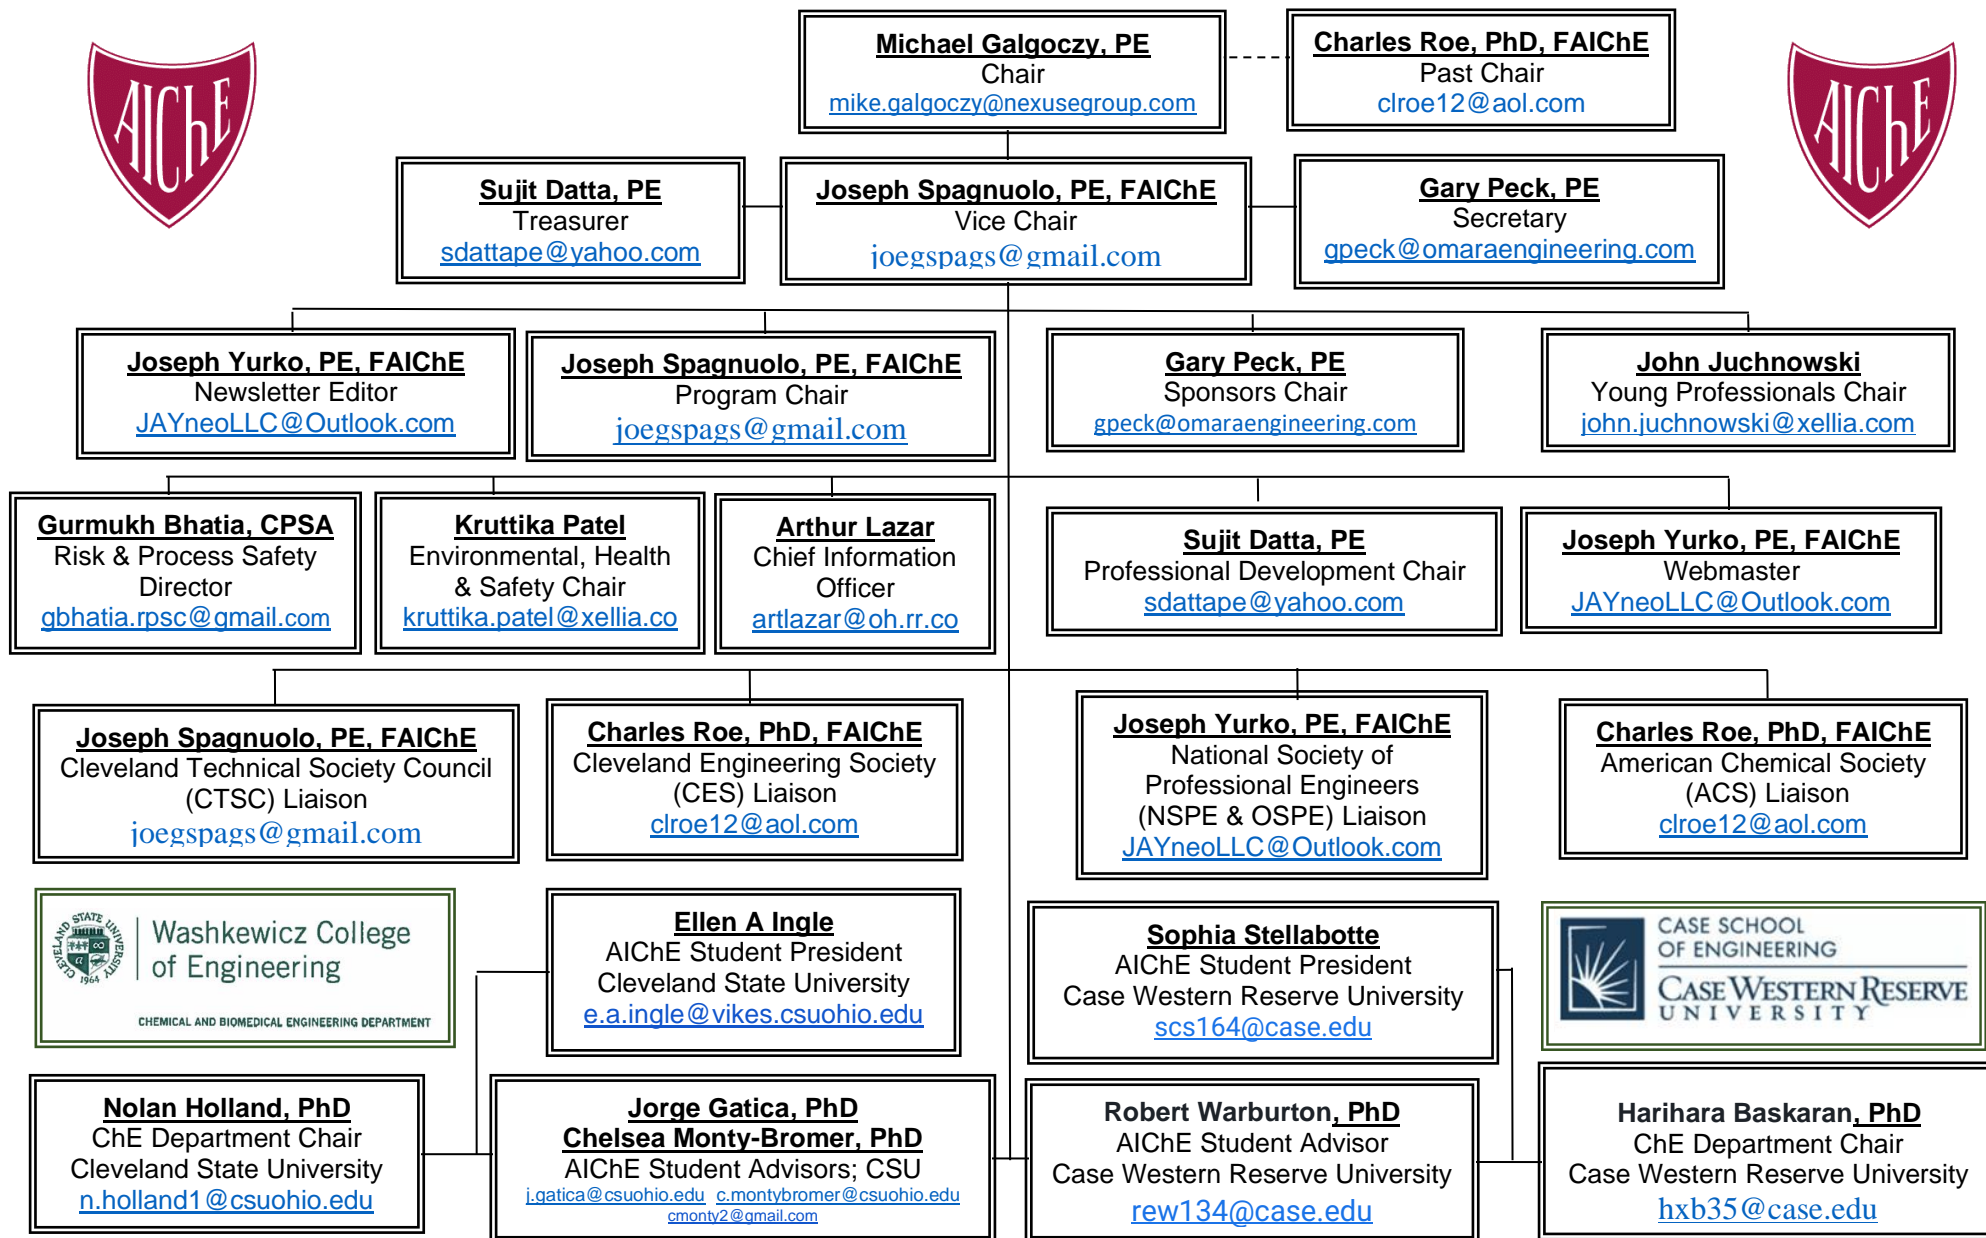 AIChE
Michael Galgoczy, PE
Chair
mike.galgoczy@nexusegroup.com
Charles Roe, PhD, FAIChE
Past Chair
clroe12@aol.com
AIChE
Sujit Datta, PE
Treasurer
sdattape@yahoo.com
Joseph Spagnuolo, PE, FAIChE
Vice Chair
joegspags@gmail.com
Gary Peck, PE
Secretary
gpeck@omaraengineering.com
Joseph Yurko, PE, FAIChE
Newsletter Editor
JAYneoLLC@Outlook.com
Joseph Spagnuolo, PE, FAIChE
Program Chair
joegspags@gmail.com
Gary Peck, PE
Sponsors Chair
gpeck@omaraengineering.com
John Juchnowski
Young Professionals Chair
john.juchnowski@xellia.com
Gurmukh Bhatia, CPSA
Risk & Process Safety
Director
gbhatia.rpsc@gmail.com
Kruttika Patel
Environmental, Health
& Safety Chair
kruttika.patel@xellia.co
Arthur Lazar
Chief Information
Officer
artlazar@oh.rr.co
Sujit Datta, PE
Professional Development Chair
sdattape@yahoo.com
Joseph Yurko, PE, FAIChE
Webmaster
JAYneoLLC@Outlook.com
Joseph Spagnuolo, PE, FAIChE
Cleveland Technical Society Council
(CTSC) Liaison
joegspags@gmail.com
Charles Roe, PhD, FAIChE
Cleveland Engineering Society
(CES) Liaison
clroe12@aol.com
Joseph Yurko, PE, FAIChE
National Society of
Professional Engineers
(NSPE & OSPE) Liaison
JAYneoLLC@Outlook.com
Charles Roe, PhD, FAIChE
American Chemical Society
(ACS) Liaison
clroe12@aol.com
CLEVELAND STATE UNIVERSITY
1964
Washkewicz College
of Engineering
CHEMICAL AND BIOMEDICAL ENGINEERING DEPARTMENT
Ellen A Ingle
AIChE Student President
Cleveland State University
e.a.ingle@vikes.csuohio.edu
Sophia Stellabotte
AIChE Student President
Case Western Reserve University
scs164@case.edu
CASE SCHOOL
OF ENGINEERING
CASE WESTERN RESERVE
UNIVERSITY
Nolan Holland, PhD
ChE Department Chair
Cleveland State University
n.holland1@csuohio.edu
Jorge Gatica, PhD
Chelsea Monty-Bromer, PhD
AIChE Student Advisors; CSU
j.gatica@csuohio.edu c.montybromer@csuohio.edu
cmonty2@gmail.com
Robert Warburton, PhD
AIChE Student Advisor
Case Western Reserve University
rew134@case.edu
Harihara Baskaran, PhD
ChE Department Chair
Case Western Reserve University
hxb35@case.edu